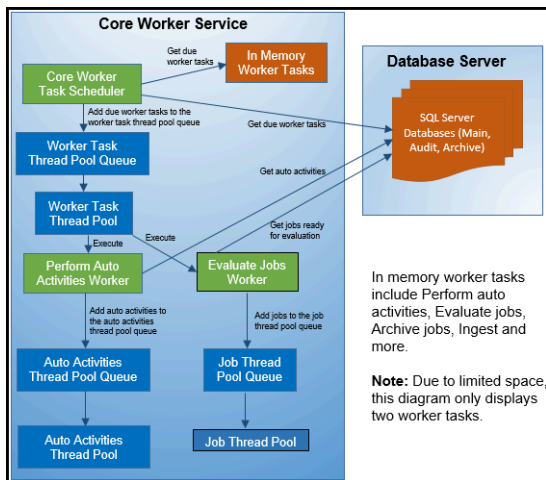 Core Worker Service
Get due
worker tasks
In Memory
Worker Tasks
Core Worker
Task Scheduler
Add due worker tasks to the
worker task thread pool queue
Get due worker tasks
Worker Task
Thread Pool Queue
Get auto activities
Worker Task
Thread Pool
Execute
Execute
Get jobs ready
for evaluation
Perform Auto
Activities Worker
Evaluate Jobs
Worker
Add auto activities to
the auto activities
thread pool queue
Add jobs to the job
thread pool queue
Auto Activities
Thread Pool Queue
Job Thread
Pool Queue
Auto Activities
Thread Pool
Job Thread Pool
Database Server
SQL Server
Databases (Main,
Audit, Archive)
In memory worker tasks
include Perform auto
activities, Evaluate jobs,
Archive jobs, Ingest and
more.
Note: Due to limited space,
this diagram only displays
two worker tasks.